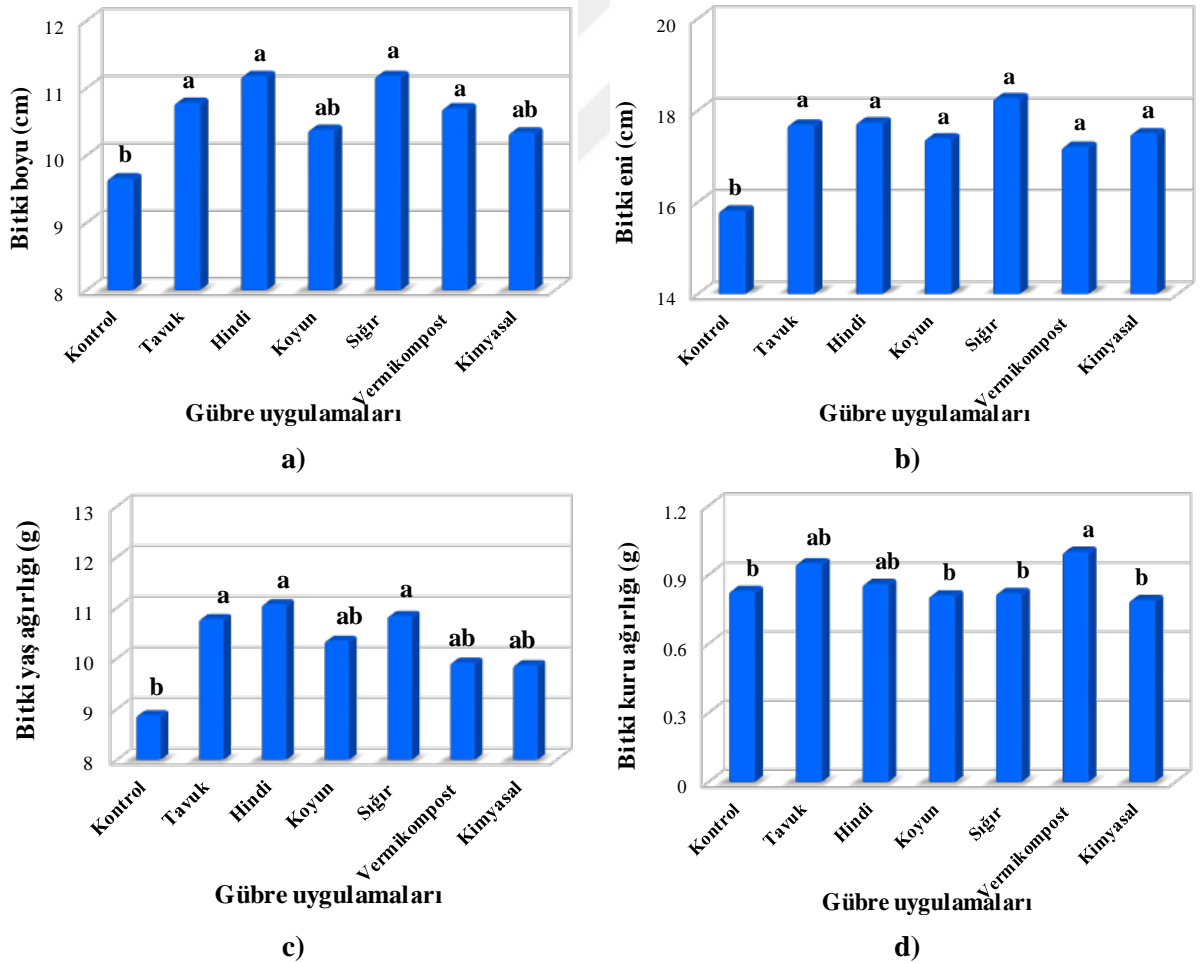 12
11
10
9
8
Bitki boyu (cm)
b
a
a
ab
a
a
ab
Kontrol
Tavuk
Hindi
Koyun
Sığır
Vermikompost
Kimyasal
Gübre uygulamaları
a)
20
18
16
14
Bitki eni (cm)
b
a
a
a
a
a
a
Kontrol
Tavuk
Hindi
Koyun
Sığır
Vermikompost
Kimyasal
Gübre uygulamaları
b)
13
12
11
10
9
8
Bitki yaş ağırlığı (g)
b
a
a
ab
a
ab
ab
Kontrol
Tavuk
Hindi
Koyun
Sığır
Vermikompost
Kimyasal
Gübre uygulamaları
c)
1.2
0.9
0.6
0.3
0
Bitki kuru ağırlığı (g)
b
ab
ab
b
b
a
b
Kontrol
Tavuk
Hindi
Koyun
Sığır
Vermikompost
Kimyasal
Gübre uygulamaları
d)